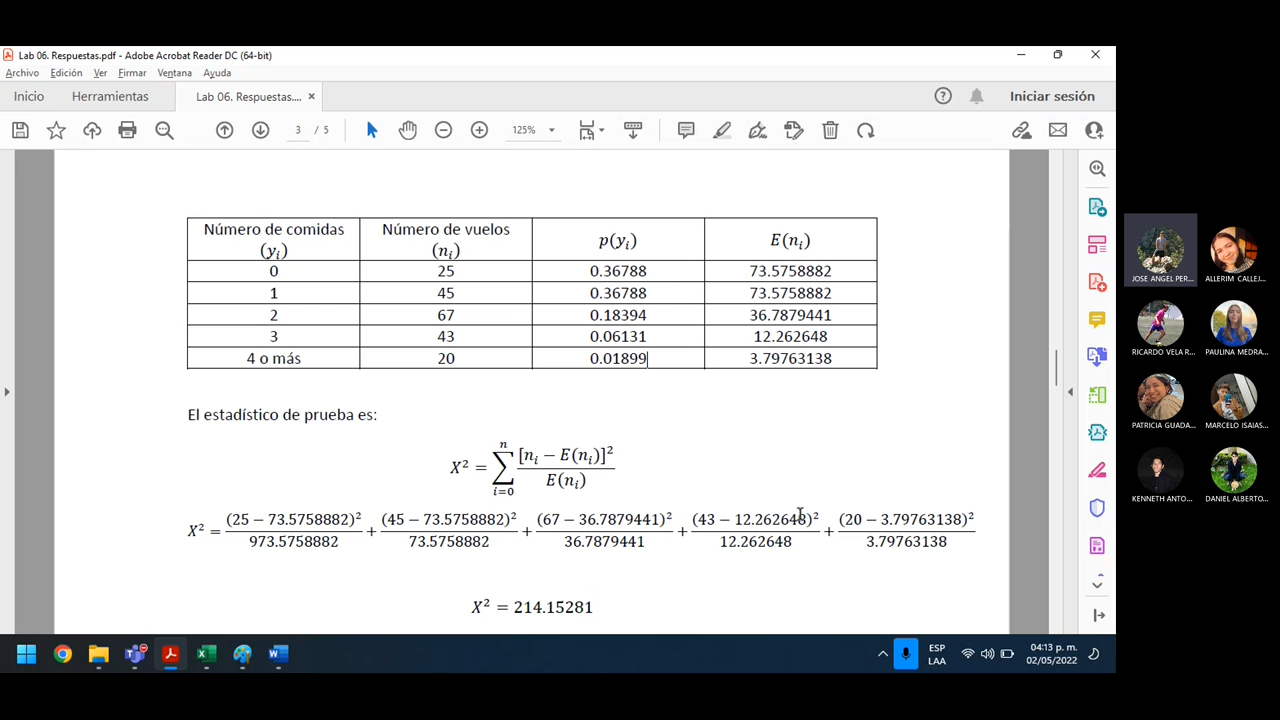 Lab 06. Respuestas.pdf - Adobe Acrobat Reader DC (64-bit)
Archivo Edición Ver Firmar Ventana Ayuda
Inicio Herramientas Lab 06. Respuestas.... × Iniciar sesión
3 / 5 125%
Número de comidas (yᵢ) Número de vuelos (nᵢ) p(yᵢ) E(nᵢ)
0 25 0.36788 73.5758882
1 45 0.36788 73.5758882
2 67 0.18394 36.7879441
3 43 0.06131 12.262648
4 o más 20 0.01899 3.79763138
El estadístico de prueba es:
X² = ∑ᵢ₌₀ⁿ [nᵢ − E(nᵢ)]² / E(nᵢ)
X² = (25 − 73.5758882)² / 973.5758882 + (45 − 73.5758882)² / 73.5758882 + (67 − 36.7879441)² / 36.7879441 + (43 − 12.262648)² / 12.262648 + (20 − 3.79763138)² / 3.79763138
X² = 214.15281
JOSE ANGEL PER... ALLERIM CALLEJ...
RICARDO VELA R... PAULINA MEDRA...
PATRICIA GUADA... MARCELO ISAIAS...
KENNETH ANTO... DANIEL ALBERTO...
ESP
LAA
04:13 p. m.
02/05/2022